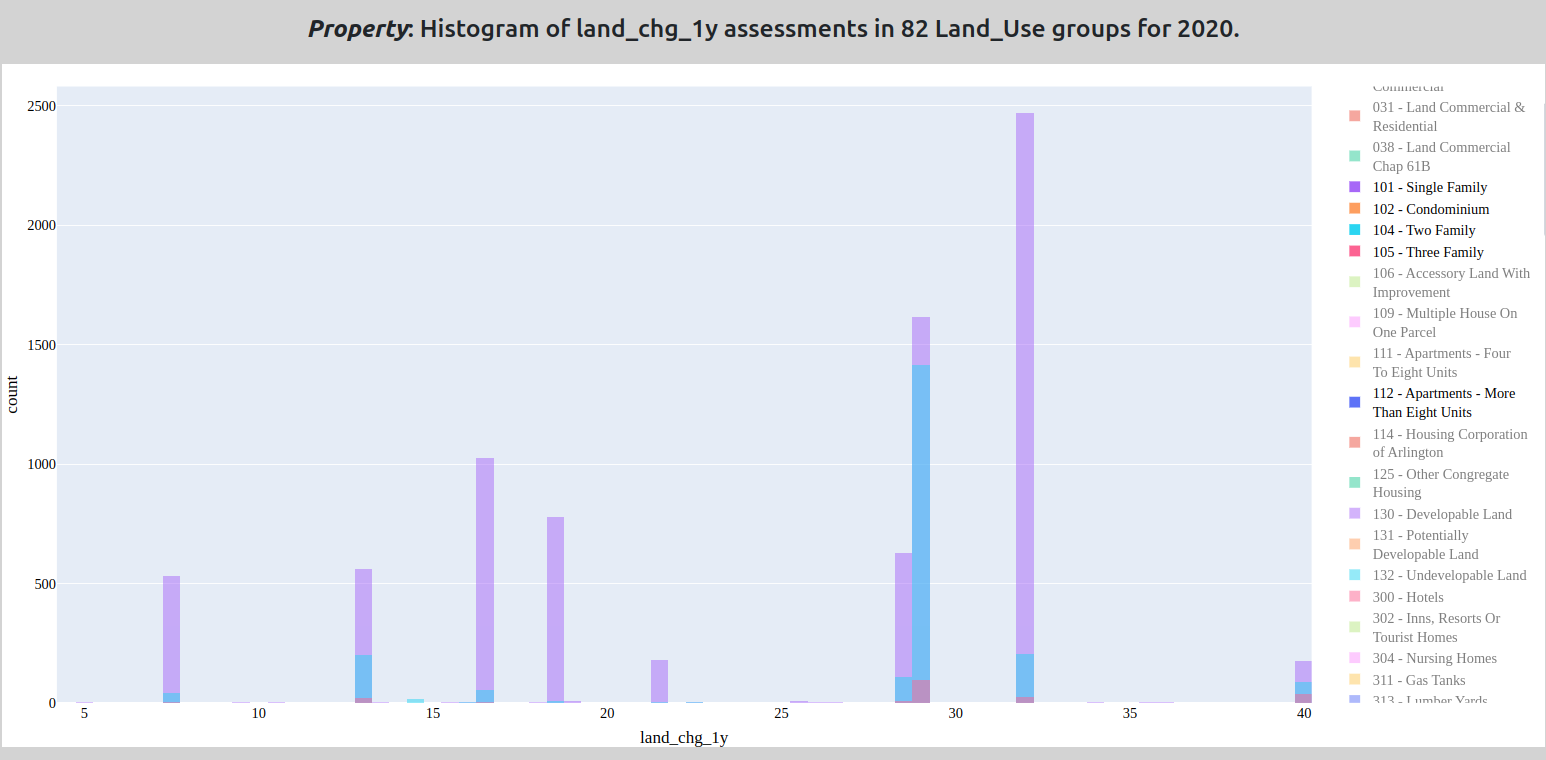 Property: Histogram of land_chg_1y assessments in 82 Land_Use groups for 2020.
2500
2000
1500
1000
500
0
count
5
10
15
20
25
30
35
40
land_chg_1y
Commercial
031 - Land Commercial &
Residential
038 - Land Commercial
Chap 61B
101 - Single Family
102 - Condominium
104 - Two Family
105 - Three Family
106 - Accessory Land With
Improvement
109 - Multiple House On
One Parcel
111 - Apartments - Four
To Eight Units
112 - Apartments - More
Than Eight Units
114 - Housing Corporation
of Arlington
125 - Other Congregate
Housing
130 - Developable Land
131 - Potentially
Developable Land
132 - Undevelopable Land
300 - Hotels
302 - Inns, Resorts Or
Tourist Homes
304 - Nursing Homes
311 - Gas Tanks
313 - Lumber Yards